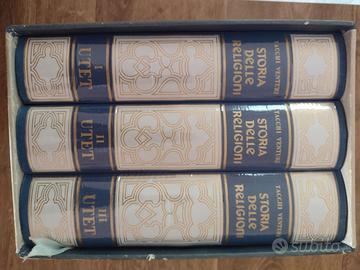 I
UTET
STORIA
DELLE
RELIGIONI
TACCHI VENTURI
II
UTET
STORIA
DELLE
RELIGIONI
TACCHI VENTURI
III
UTET
STORIA
DELLE
RELIGIONI
TACCHI VENTURI
subito